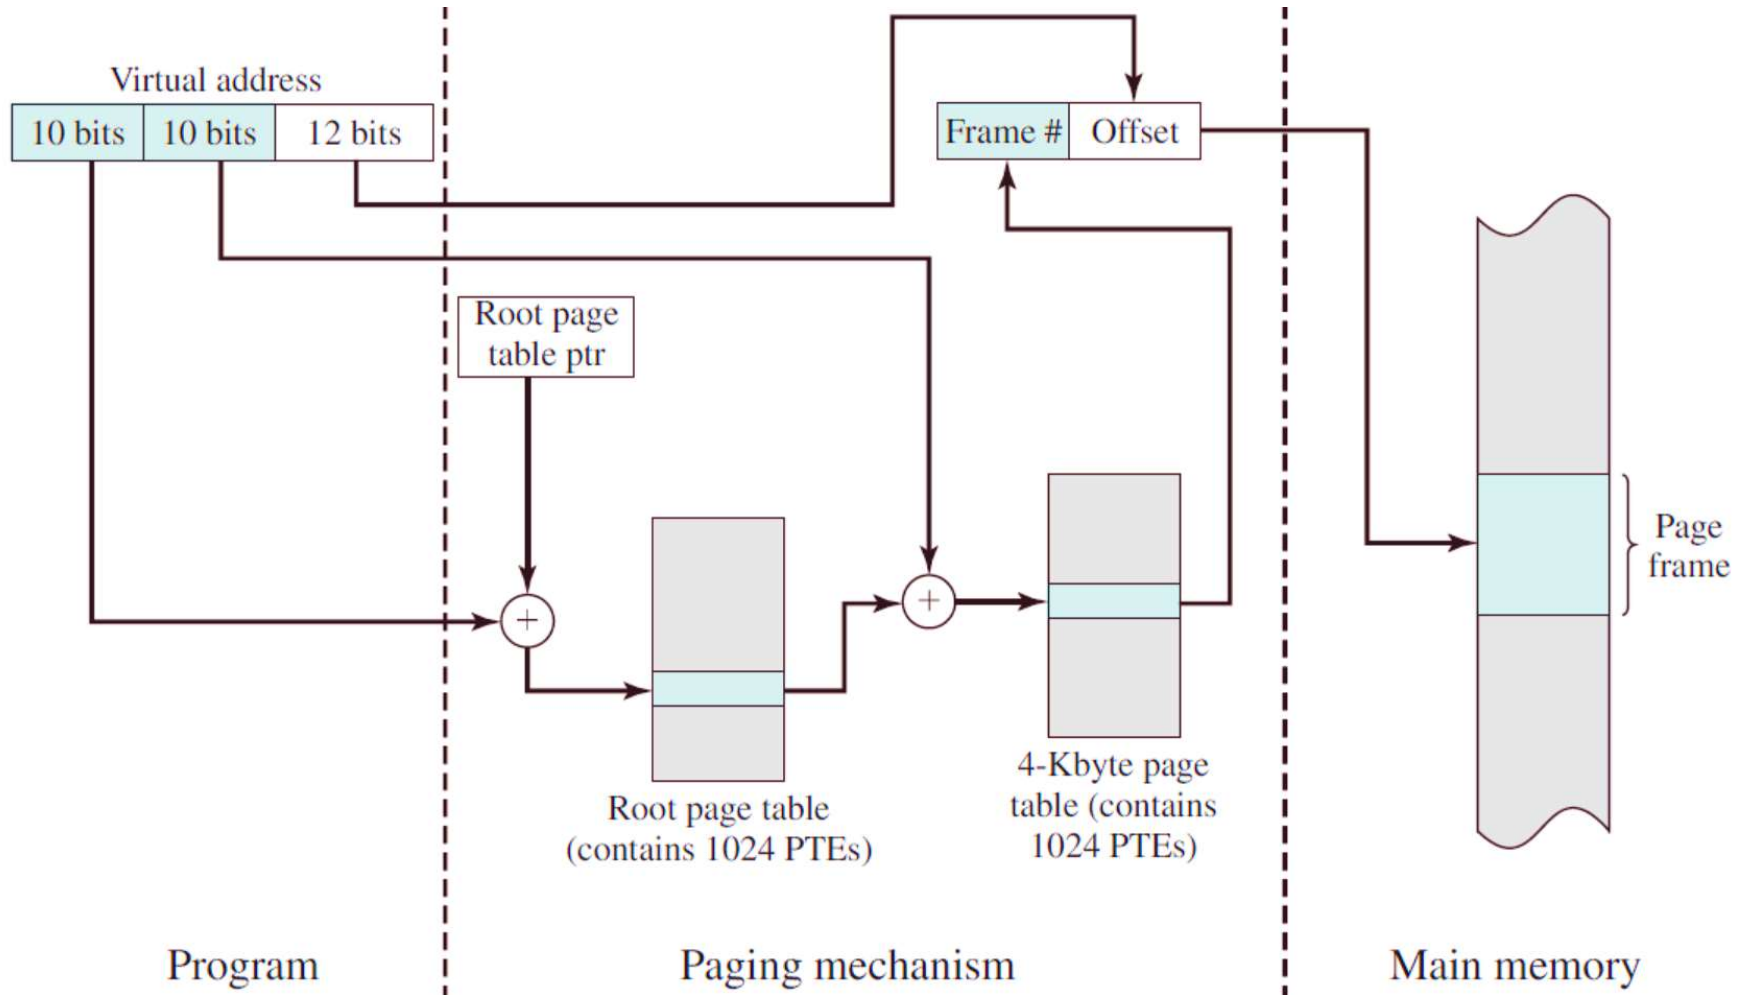 Virtual address
10 bits
10 bits
12 bits
Frame #
Offset
Root page
table ptr
+
+
Page
frame
Root page table
(contains 1024 PTEs)
4-Kbyte page
table (contains
1024 PTEs)
Program
Paging mechanism
Main memory